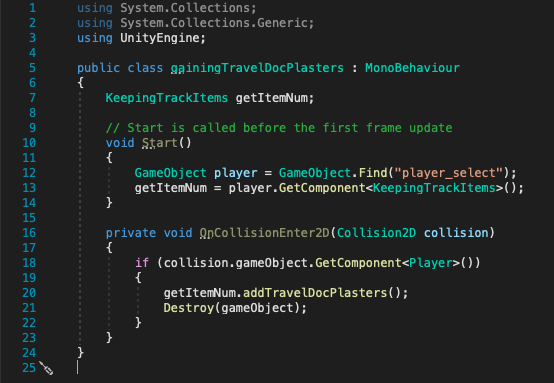 1 using System.Collections;
2 using System.Collections.Generic;
3 using UnityEngine;
4
5 public class gainingTravelDocPlasters : MonoBehaviour
6 {
7 KeepingTrackItems getItemNum;
8
9 // Start is called before the first frame update
10 void Start()
11 {
12 GameObject player = GameObject.Find("player_select");
13 getItemNum = player.GetComponent<KeepingTrackItems>();
14 }
15
16 private void OnCollisionEnter2D(Collision2D collision)
17 {
18 if (collision.gameObject.GetComponent<Player>())
19 {
20 getItemNum.addTravelDocPlasters();
21 Destroy(gameObject);
22 }
23 }
24 }
25